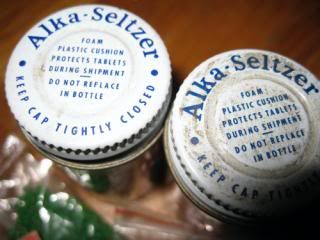 Alka-Seltzer
FOAM
PLASTIC CUSHION
PROTECTS TABLETS
DURING SHIPMENT
DO NOT REPLACE
IN BOTTLE
• KEEP CAP TIGHTLY CLOSED •
Alka-Seltzer
FOAM
PLASTIC CUSHION
PROTECTS TABLETS
DURING SHIPMENT
DO NOT REPLACE
IN BOTTLE
• KEEP CAP TIGHTLY